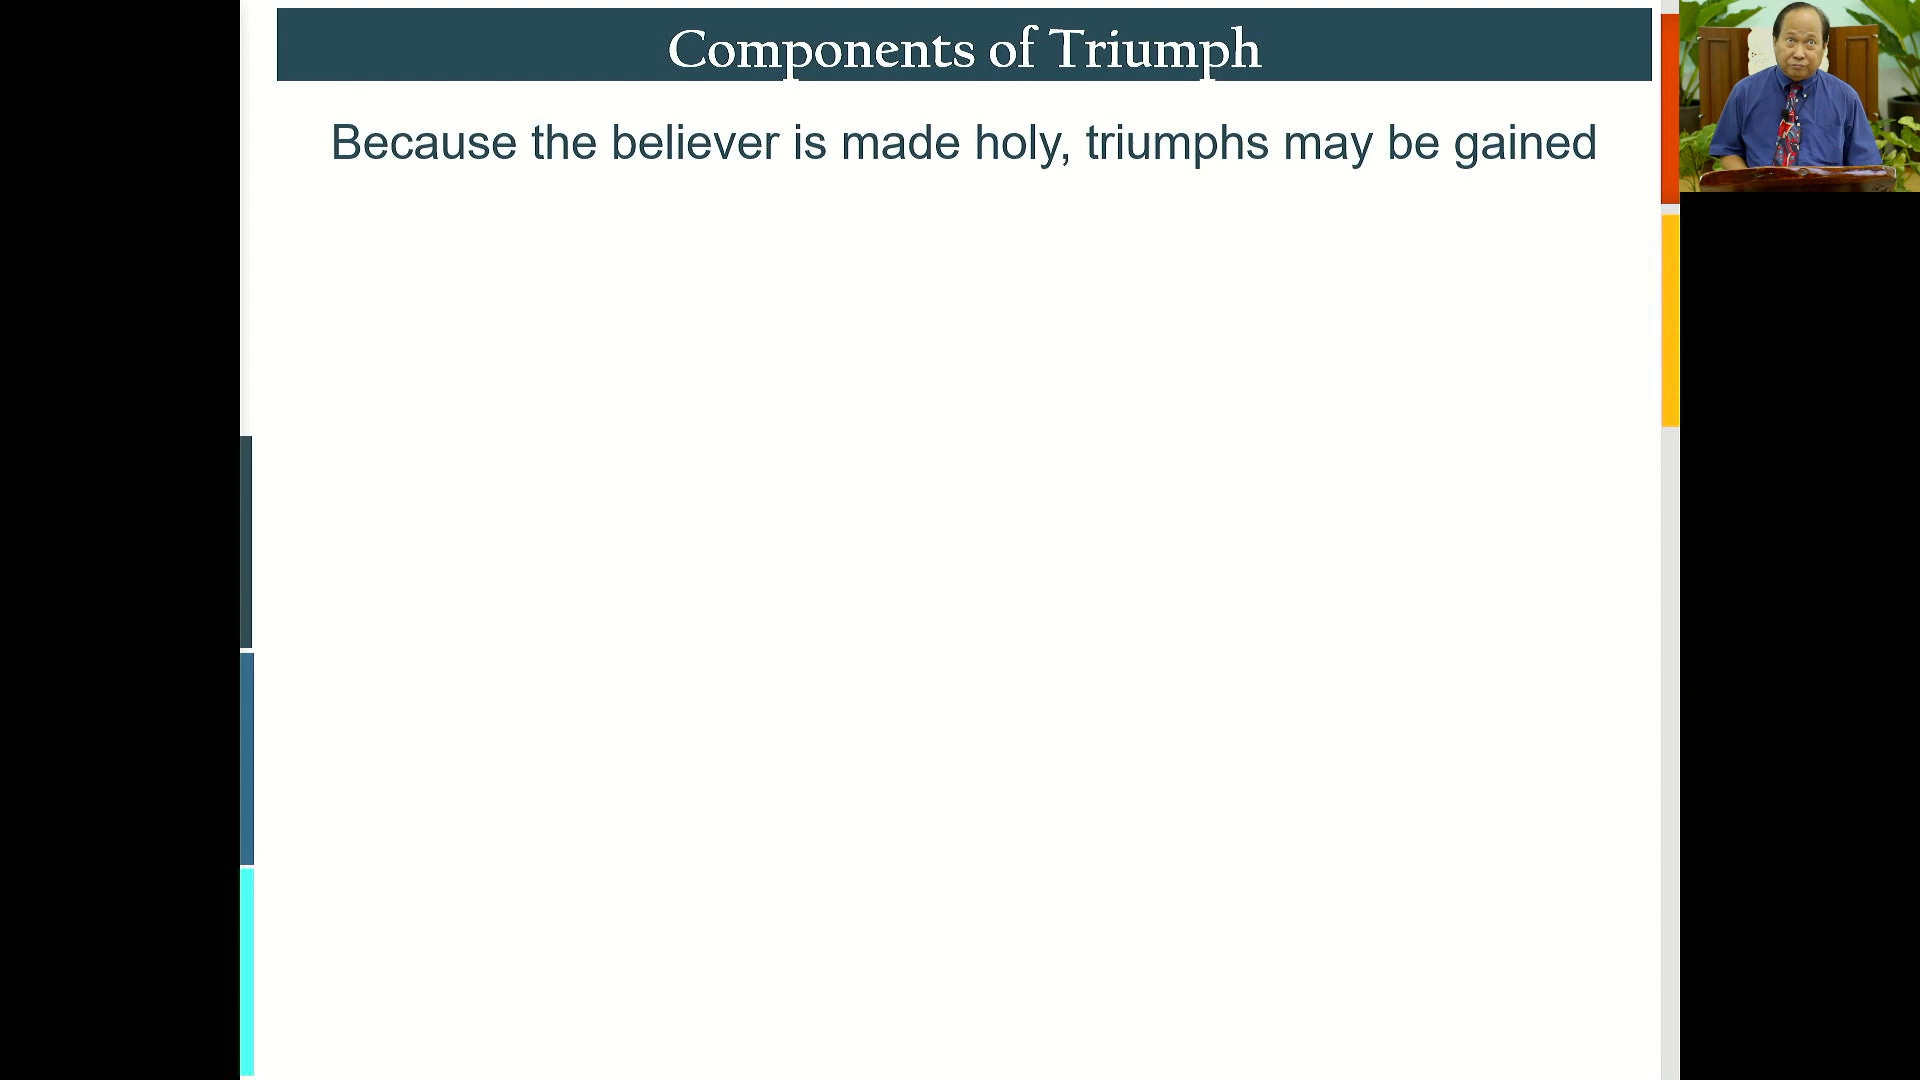 Components of Triumph
Because the believer is made holy, triumphs may be gained